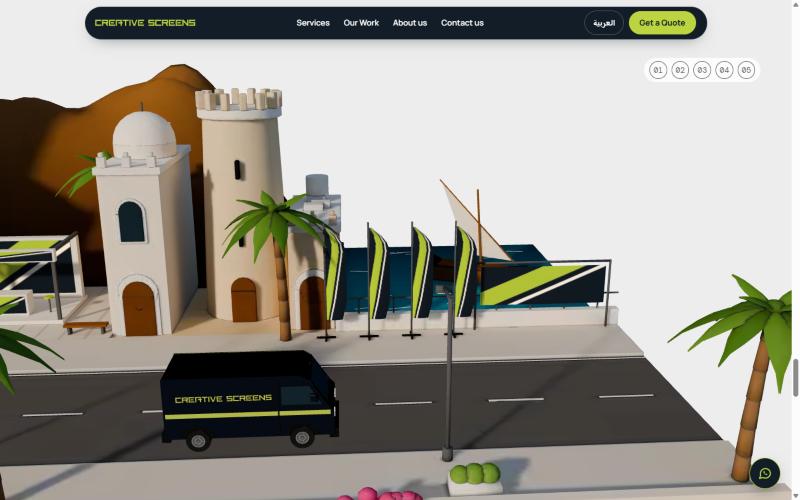 CREATIVE SCREENS
Services
Our Work
About us
Contact us
العربية
Get a Quote
01 02 03 04 05
CREATIVE SCREENS